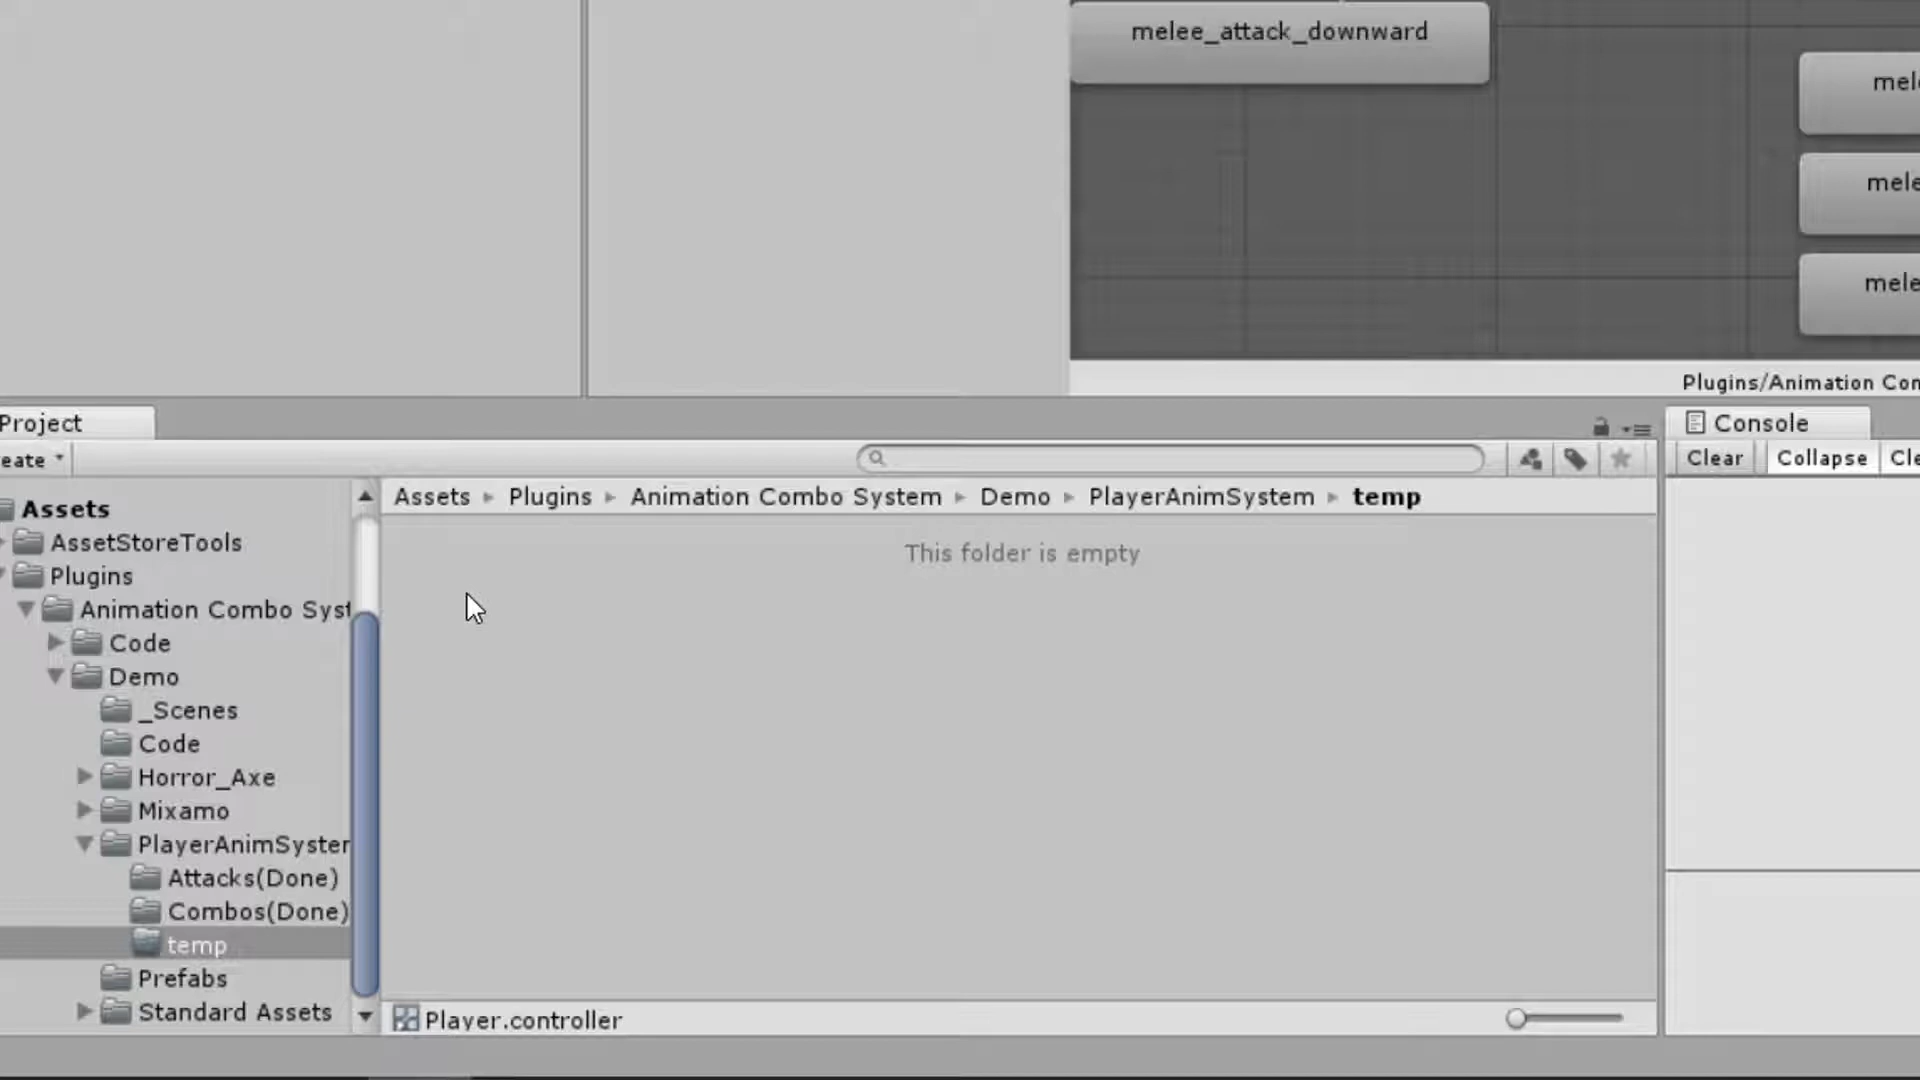 melee_attack_downward
mel
mele
mele
Plugins/Animation Con
Project
Console
eate
Clear
Collapse
Cle
Assets
Assets ▸ Plugins ▸ Animation Combo System ▸ Demo ▸ PlayerAnimSystem ▸ temp
AssetStoreTools
This folder is empty
Plugins
Animation Combo Syst
Code
Demo
_Scenes
Code
Horror_Axe
Mixamo
PlayerAnimSyster
Attacks(Done)
Combos(Done)
temp
Prefabs
Standard Assets
Player.controller